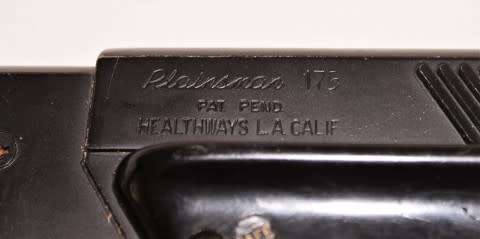 Plainsman 175
PAT PEND
HEALTHWAYS L.A. CALIF